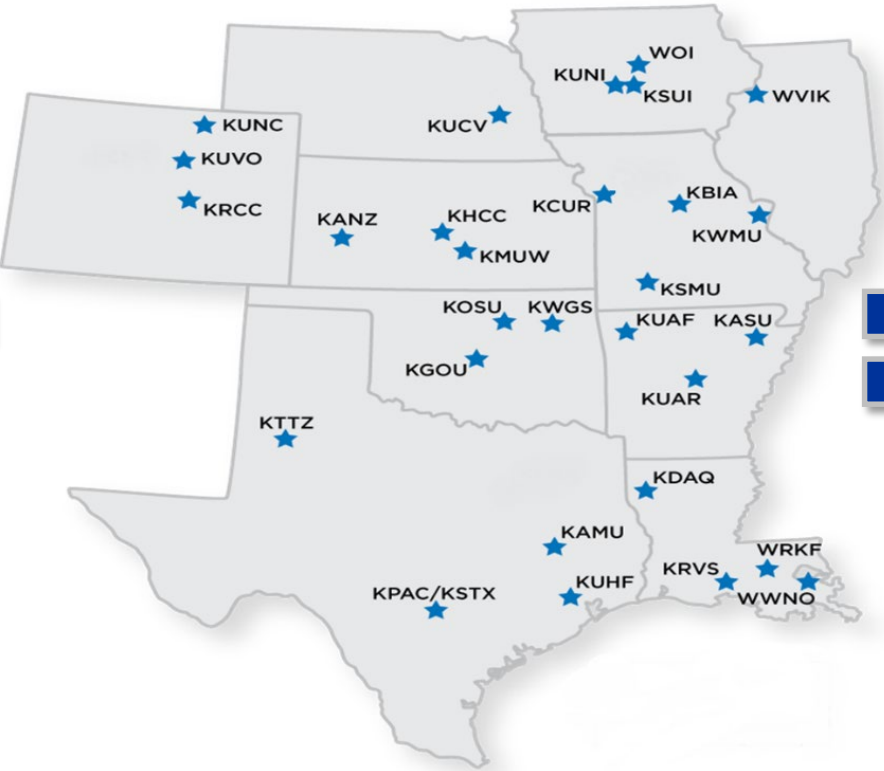 WOI
KUNI
KSUI
WVIK
KUNC
KUCV
KUVO
KRCC
KCUR
KBIA
KANZ
KHCC
KWMU
KMUW
KSMU
KOSU
KWGS
KUAF
KASU
KGOU
KUAR
KTTZ
KDAQ
KAMU
WRKF
KRVS
KUHF
KPAC/KSTX
WWNO